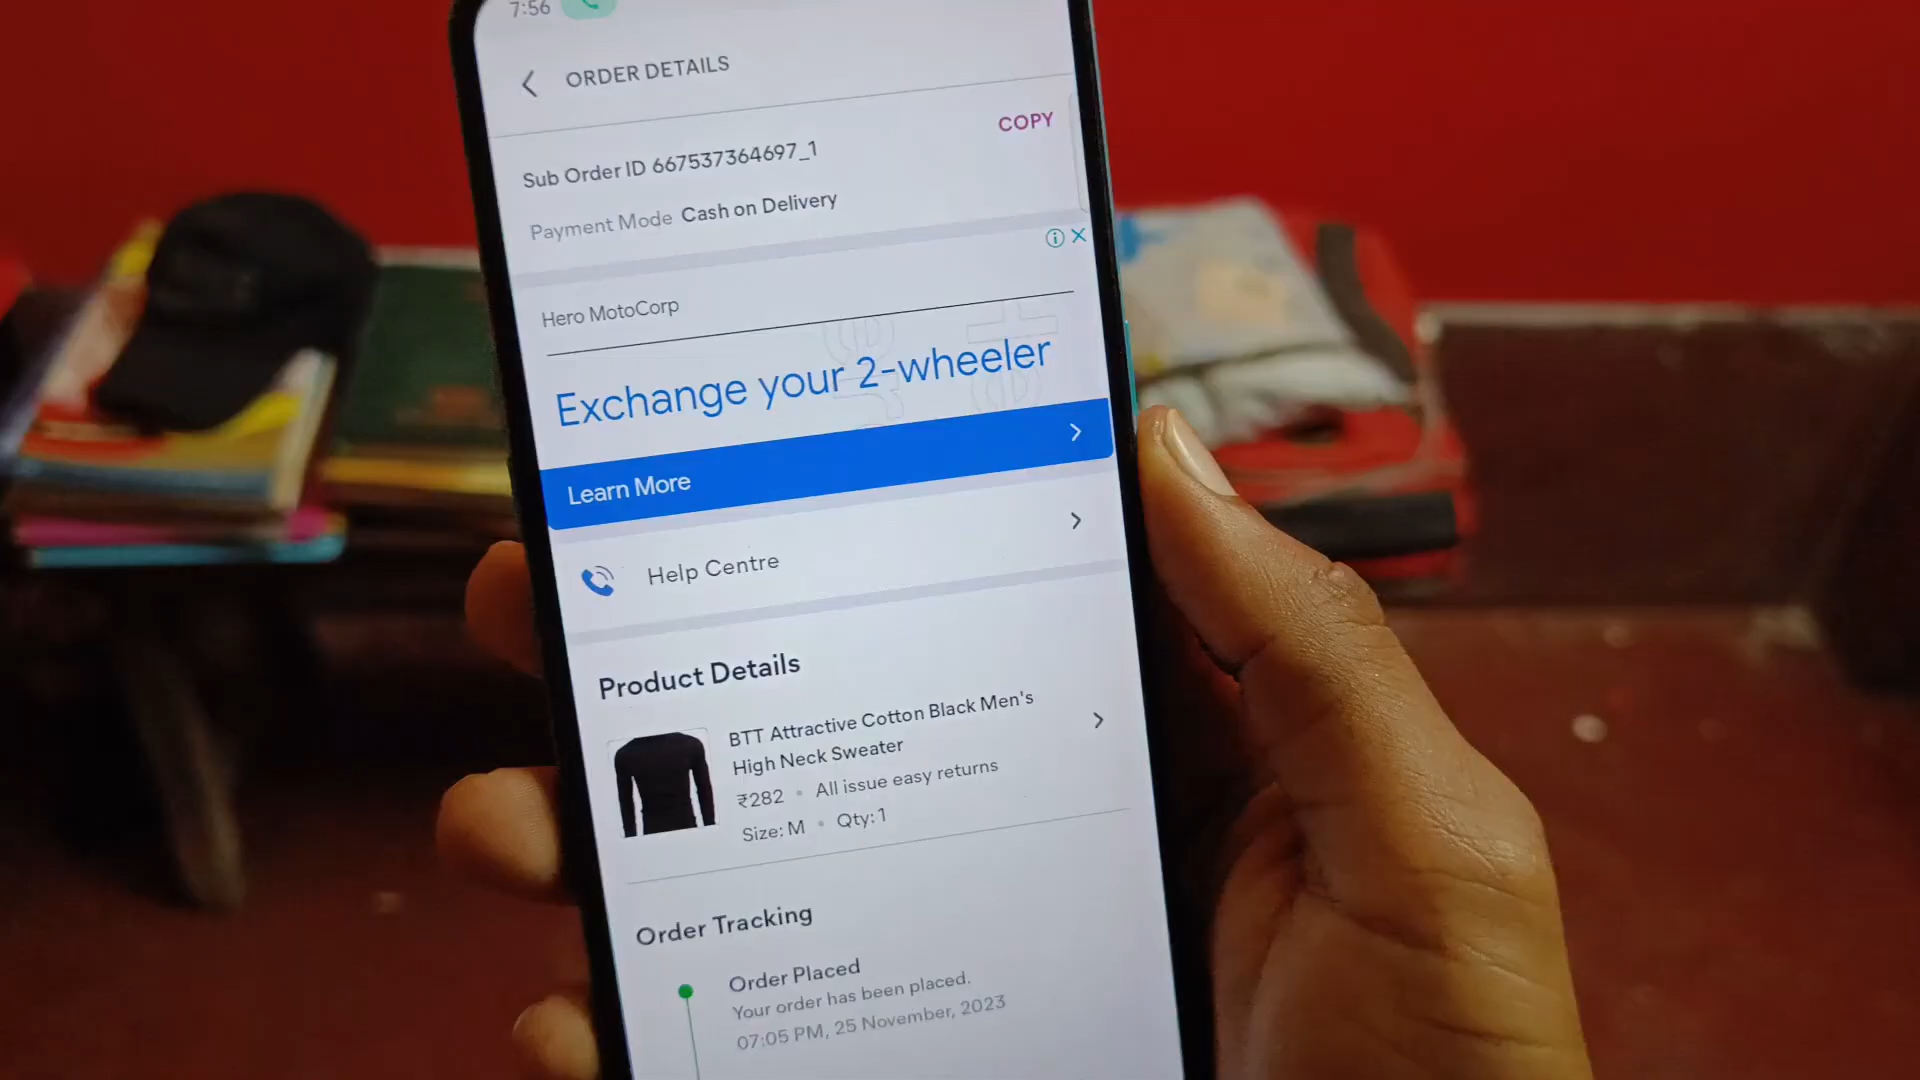 7:56
ORDER DETAILS
COPY
Sub Order ID 667537364697_1
Payment Mode Cash on Delivery
Hero MotoCorp
Exchange your 2-wheeler
Learn More
Help Centre
Product Details
BTT Attractive Cotton Black Men's
High Neck Sweater
₹282 • All issue easy returns
Size: M • Qty: 1
Order Tracking
Order Placed
Your order has been placed.
07:05 PM, 25 November, 2023